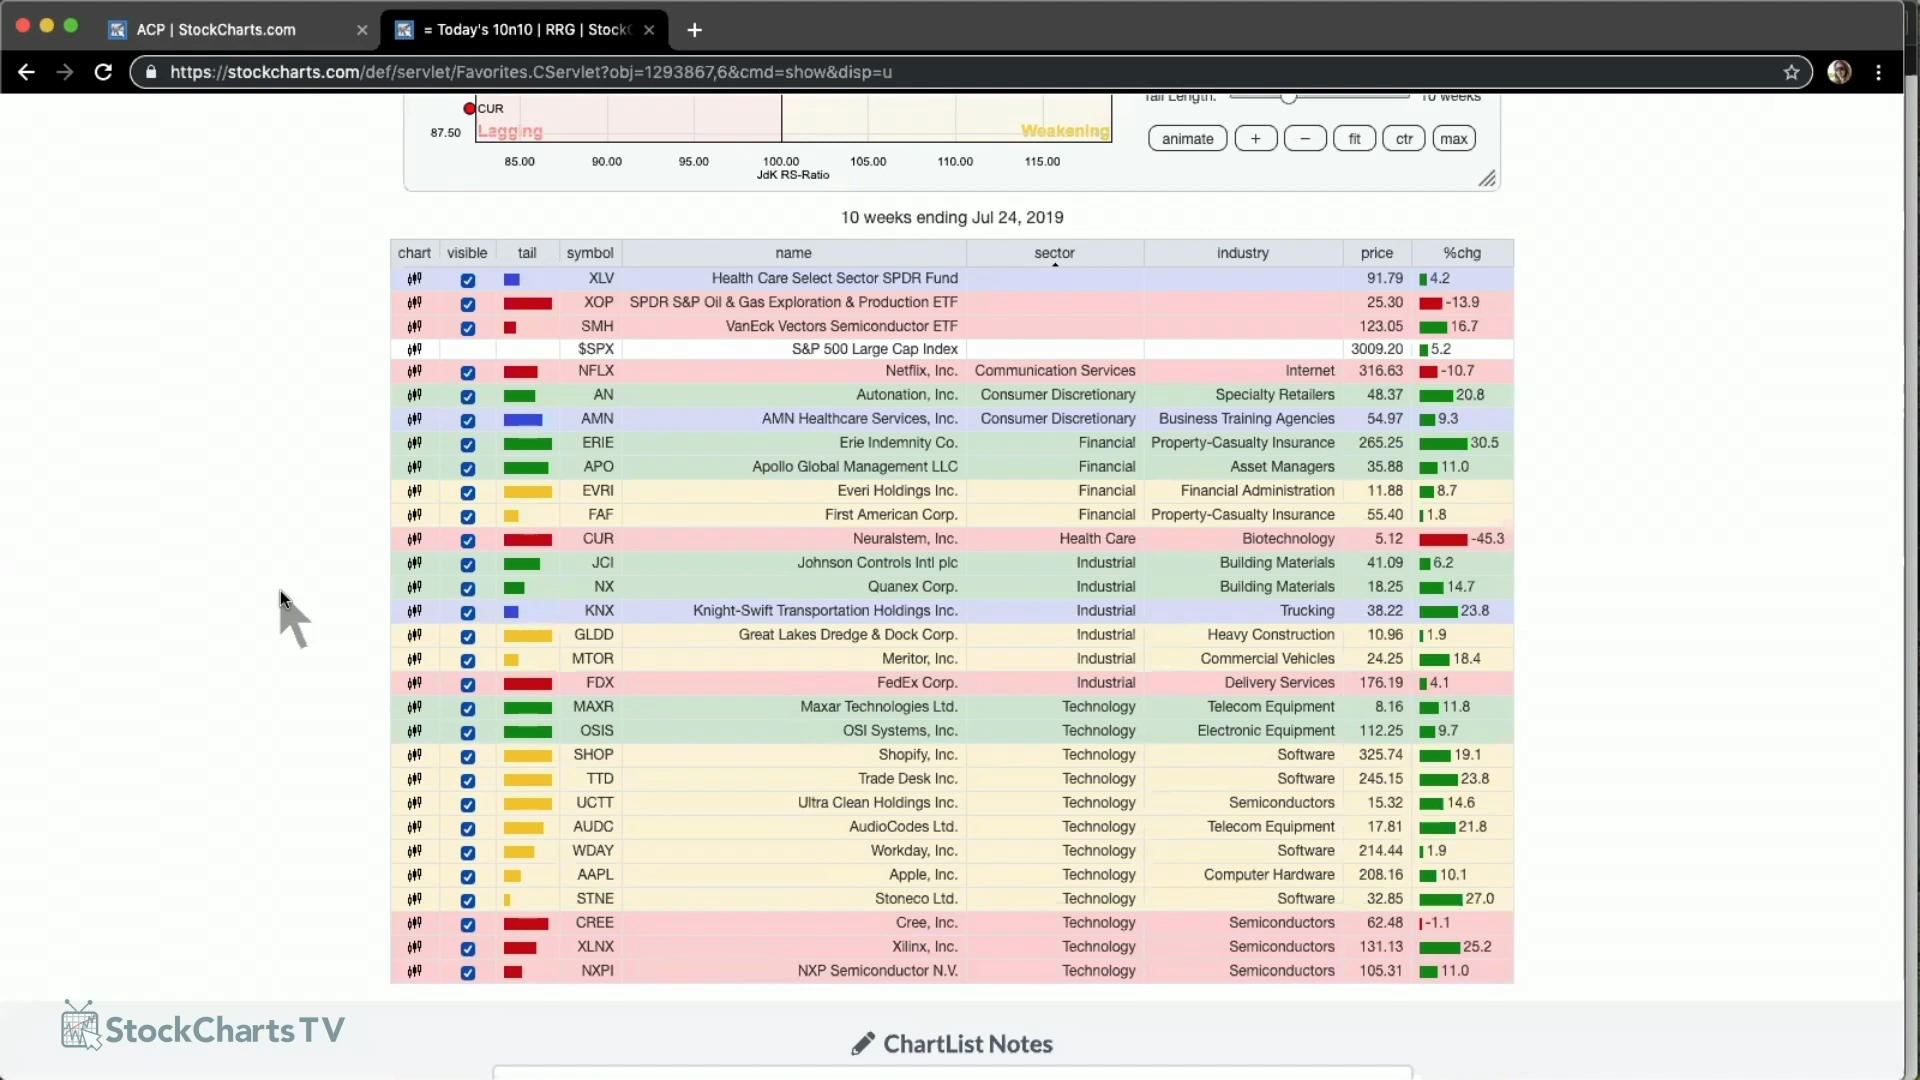 ACP | StockCharts.com
= Today's 10n10 | RRG | StockC
https://stockcharts.com/def/servlet/Favorites.CServlet?obj=1293867,6&cmd=show&disp=u
CUR
87.50
Lagging
Weakening
Tail Length: 10 weeks
animate + − fit ctr max
85.00 90.00 95.00 100.00 105.00 110.00 115.00
JdK RS-Ratio
10 weeks ending Jul 24, 2019
chart visible tail symbol name sector industry price %chg
XLV Health Care Select Sector SPDR Fund 91.79 4.2
XOP SPDR S&P Oil & Gas Exploration & Production ETF 25.30 -13.9
SMH VanEck Vectors Semiconductor ETF 123.05 16.7
$SPX S&P 500 Large Cap Index 3009.20 5.2
NFLX Netflix, Inc. Communication Services Internet 316.63 -10.7
AN Autonation, Inc. Consumer Discretionary Specialty Retailers 48.37 20.8
AMN AMN Healthcare Services, Inc. Consumer Discretionary Business Training Agencies 54.97 9.3
ERIE Erie Indemnity Co. Financial Property-Casualty Insurance 265.25 30.5
APO Apollo Global Management LLC Financial Asset Managers 35.88 11.0
EVRI Everi Holdings Inc. Financial Financial Administration 11.88 8.7
FAF First American Corp. Financial Property-Casualty Insurance 55.40 1.8
CUR Neuralstem, Inc. Health Care Biotechnology 5.12 -45.3
JCI Johnson Controls Intl plc Industrial Building Materials 41.09 6.2
NX Quanex Corp. Industrial Building Materials 18.25 14.7
KNX Knight-Swift Transportation Holdings Inc. Industrial Trucking 38.22 23.8
GLDD Great Lakes Dredge & Dock Corp. Industrial Heavy Construction 10.96 1.9
MTOR Meritor, Inc. Industrial Commercial Vehicles 24.25 18.4
FDX FedEx Corp. Industrial Delivery Services 176.19 4.1
MAXR Maxar Technologies Ltd. Technology Telecom Equipment 8.16 11.8
OSIS OSI Systems, Inc. Technology Electronic Equipment 112.25 9.7
SHOP Shopify, Inc. Technology Software 325.74 19.1
TTD Trade Desk Inc. Technology Software 245.15 23.8
UCTT Ultra Clean Holdings Inc. Technology Semiconductors 15.32 14.6
AUDC AudioCodes Ltd. Technology Telecom Equipment 17.81 21.8
WDAY Workday, Inc. Technology Software 214.44 1.9
AAPL Apple, Inc. Technology Computer Hardware 208.16 10.1
STNE Stoneco Ltd. Technology Software 32.85 27.0
CREE Cree, Inc. Technology Semiconductors 62.48 -1.1
XLNX Xilinx, Inc. Technology Semiconductors 131.13 25.2
NXPI NXP Semiconductor N.V. Technology Semiconductors 105.31 11.0
StockCharts TV
ChartList Notes